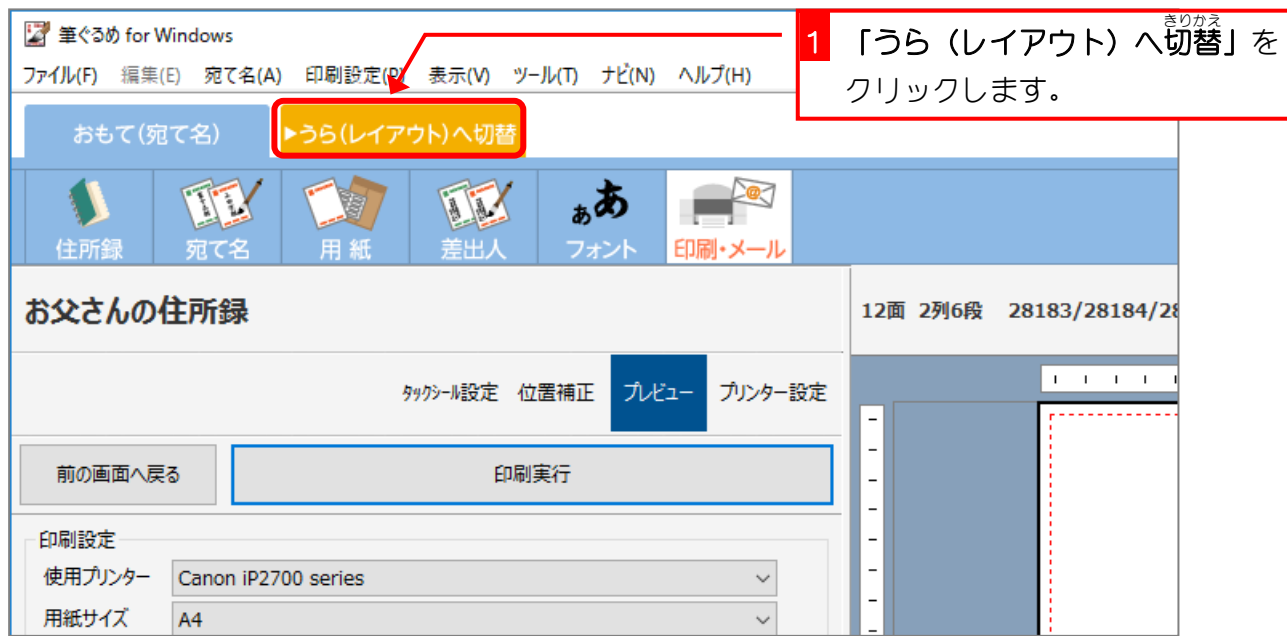 筆ぐるめ for Windows
ファイル(F) 編集(E) 宛て名(A) 印刷設定(P) 表示(V) ツール(T) ナビ(N) ヘルプ(H)
1 「うら（レイアウト）へ切替」を
きりかえ
クリックします。
おもて(宛て名) ▶うら(レイアウト)へ切替
住所録 宛て名 用紙 差出人 ぁあ フォント 印刷・メール
お父さんの住所録
12面 2列6段 28183/28184/28
タックシール設定 位置補正 プレビュー プリンター設定
前の画面へ戻る 印刷実行
印刷設定
使用プリンター Canon iP2700 series
用紙サイズ A4